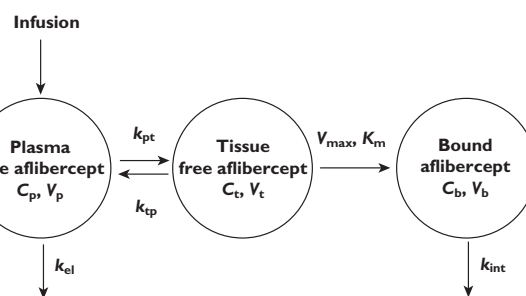 Infusion
Plasma
e aflibercept
Cp, Vp
kel
kpt
ktp
Tissue
free aflibercept
Ct, Vt
Vmax, Km
Bound
aflibercept
Cb, Vb
kint